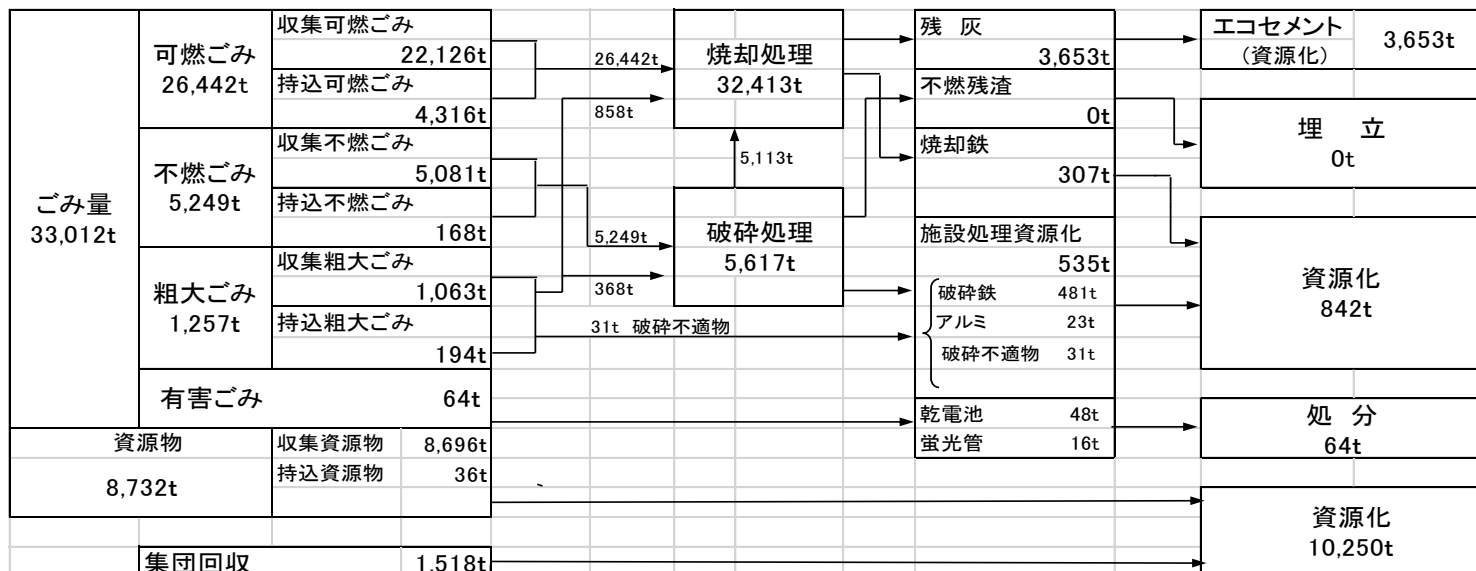 ごみ量
33,012t
可燃ごみ
26,442t
収集可燃ごみ
22,126t
持込可燃ごみ
4,316t
不燃ごみ
5,249t
収集不燃ごみ
5,081t
持込不燃ごみ
168t
粗大ごみ
1,257t
収集粗大ごみ
1,063t
持込粗大ごみ
194t
有害ごみ 64t
資源物
8,732t
収集資源物 8,696t
持込資源物 36t
集団回収 1,518t
26,442t
858t
5,113t
5,249t
368t
31t 破砕不適物
焼却処理
32,413t
破砕処理
5,617t
残 灰
3,653t
不燃残渣
0t
焼却鉄
307t
施設処理資源化
535t
破砕鉄 481t
アルミ 23t
破砕不適物 31t
乾電池 48t
蛍光管 16t
エコセメント
(資源化)
3,653t
埋 立
0t
資源化
842t
処 分
64t
資源化
10,250t